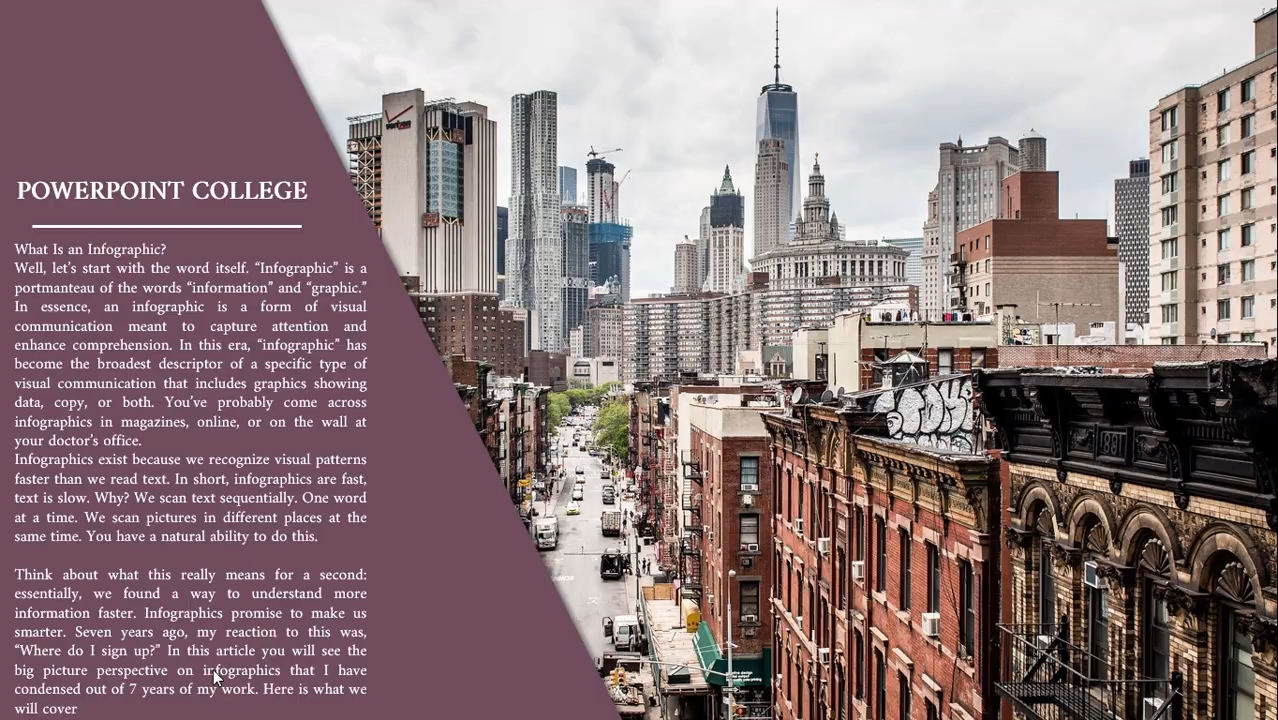 POWERPOINT COLLEGE
What Is an Infographic?
Well, let’s start with the word itself. “Infographic” is a
portmanteau of the words “information” and “graphic.”
In essence, an infographic is a form of visual
communication meant to capture attention and
enhance comprehension. In this era, “infographic” has
become the broadest descriptor of a specific type of
visual communication that includes graphics showing
data, copy, or both. You’ve probably come across
infographics in magazines, online, or on the wall at
your doctor’s office.
Infographics exist because we recognize visual patterns
faster than we read text. In short, infographics are fast,
text is slow. Why? We scan text sequentially. One word
at a time. We scan pictures in different places at the
same time. You have a natural ability to do this.
Think about what this really means for a second:
essentially, we found a way to understand more
information faster. Infographics promise to make us
smarter. Seven years ago, my reaction to this was,
“Where do I sign up?” In this article you will see the
big picture perspective on infographics that I have
condensed out of 7 years of my work. Here is what we
will cover
verizon
1881